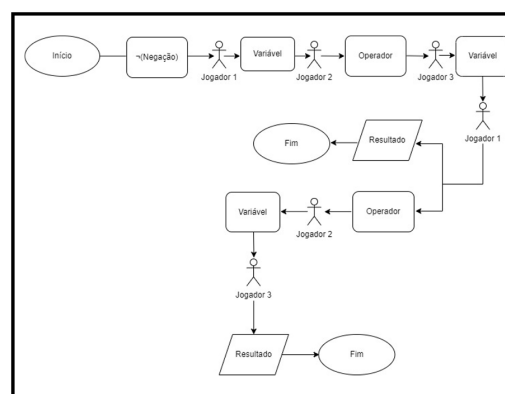 Início
¬(Negação)
Jogador 1
Variável
Jogador 2
Operador
Jogador 3
Variável
Jogador 1
Resultado
Fim
Operador
Jogador 2
Variável
Jogador 3
Resultado
Fim